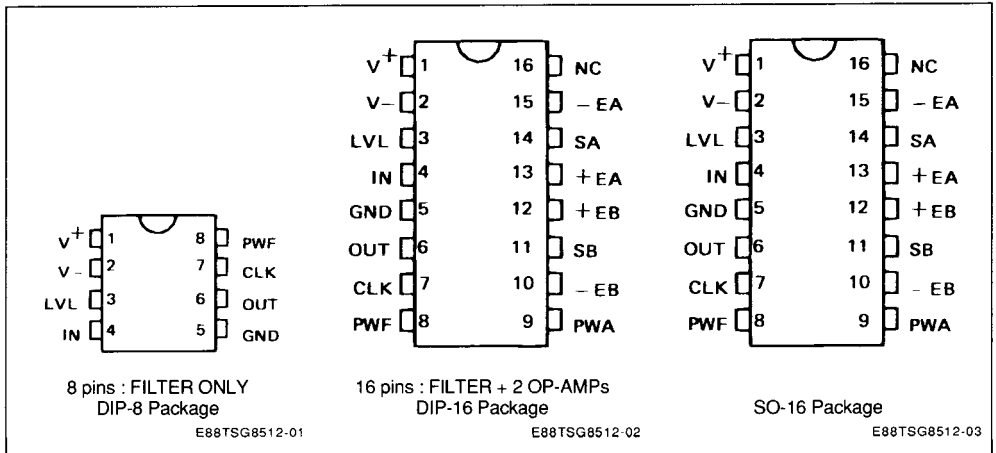 V+ 1 8 PWF
V- 2 7 CLK
LVL 3 6 OUT
IN 4 5 GND
8 pins : FILTER ONLY
DIP-8 Package
E88TSG8512-01
V+ 1 16 NC
V- 2 15 -EA
LVL 3 14 SA
IN 4 13 +EA
GND 5 12 +EB
OUT 6 11 SB
CLK 7 10 -EB
PWF 8 9 PWA
16 pins : FILTER + 2 OP-AMPs
DIP-16 Package
E88TSG8512-02
V+ 1 16 NC
V- 2 15 -EA
LVL 3 14 SA
IN 4 13 +EA
GND 5 12 +EB
OUT 6 11 SB
CLK 7 10 -EB
PWF 8 9 PWA
SO-16 Package
E88TSG8512-03